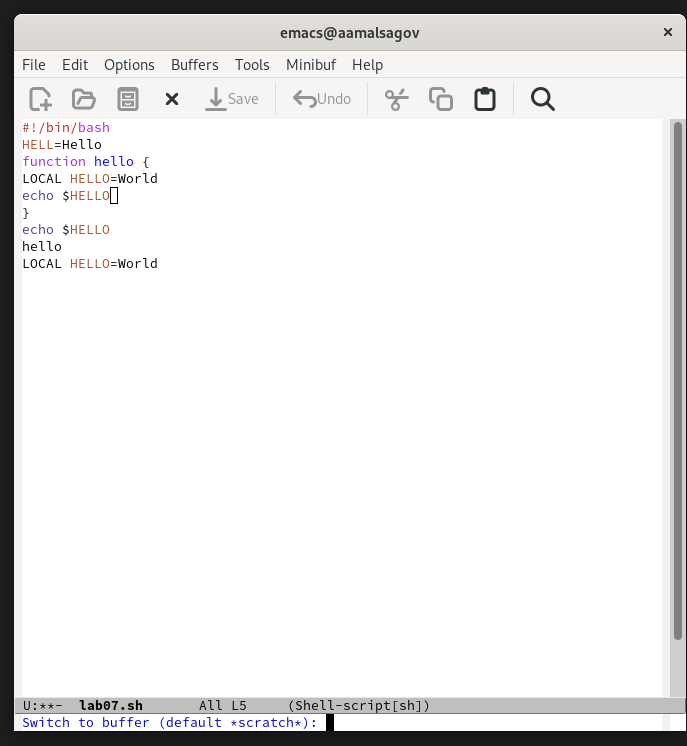 emacs@aamalsagov ×
File Edit Options Buffers Tools Minibuf Help
Save Undo
#!/bin/bash
HELL=Hello
function hello {
LOCAL HELLO=World
echo $HELLO
}
echo $HELLO
hello
LOCAL HELLO=World
U:**- lab07.sh All L5 (Shell-script[sh])
Switch to buffer (default *scratch*):